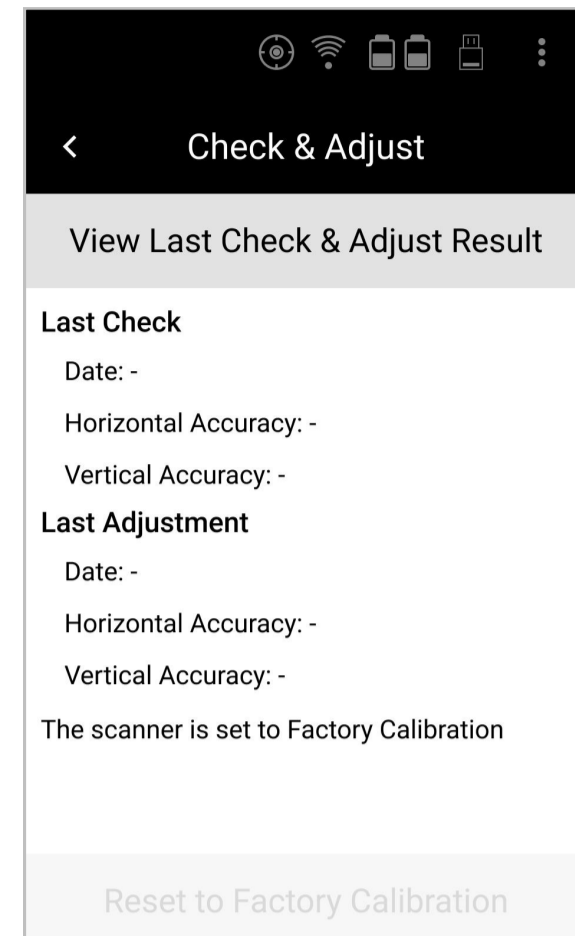 Check & Adjust
View Last Check & Adjust Result
Last Check
Date: -
Horizontal Accuracy: -
Vertical Accuracy: -
Last Adjustment
Date: -
Horizontal Accuracy: -
Vertical Accuracy: -
The scanner is set to Factory Calibration
Reset to Factory Calibration